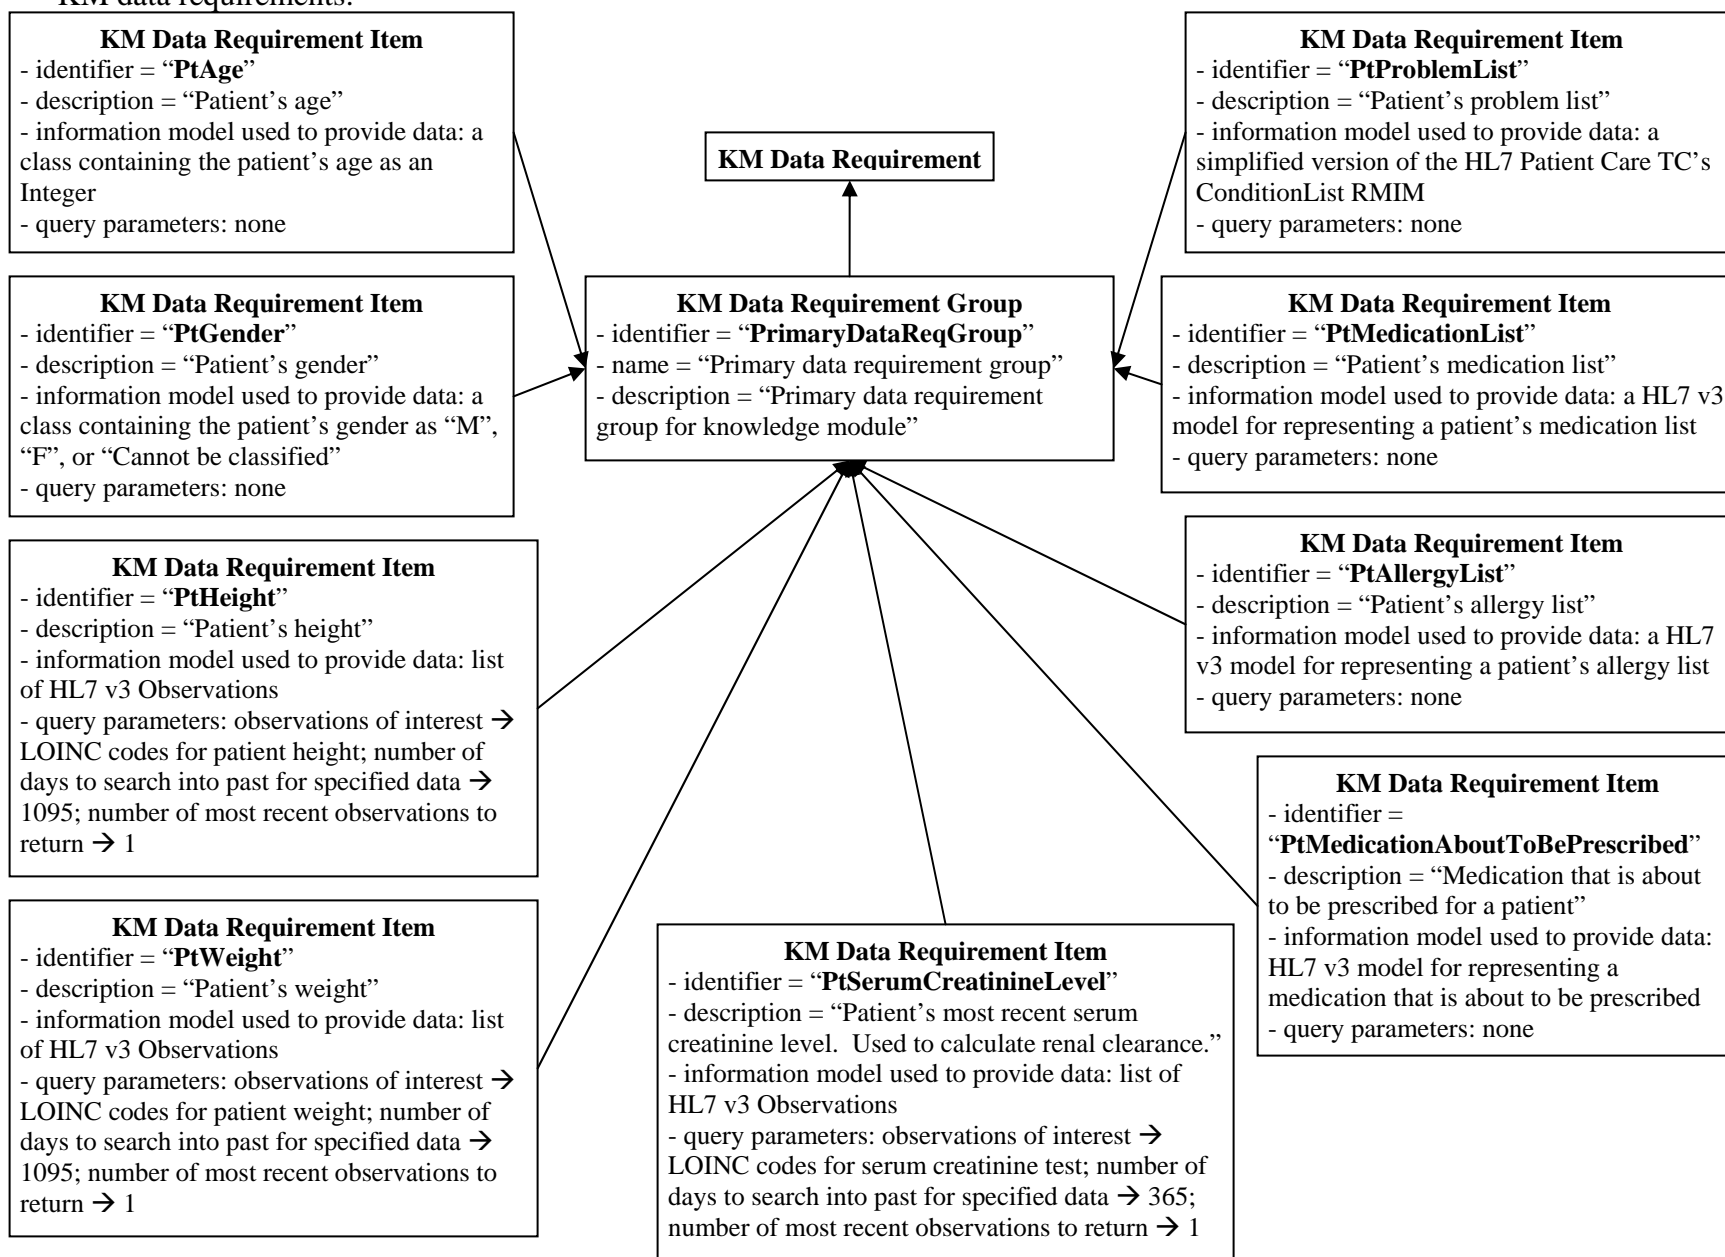 KM data requirements:
KM Data Requirement Item
- identifier = “PtAge”
- description = “Patient’s age”
- information model used to provide data: a
class containing the patient’s age as an
Integer
- query parameters: none
KM Data Requirement Item
- identifier = “PtGender”
- description = “Patient’s gender”
- information model used to provide data: a
class containing the patient’s gender as “M”,
“F”, or “Cannot be classified”
- query parameters: none
KM Data Requirement Item
- identifier = “PtHeight”
- description = “Patient’s height”
- information model used to provide data: list
of HL7 v3 Observations
- query parameters: observations of interest →
LOINC codes for patient height; number of
days to search into past for specified data →
1095; number of most recent observations to
return → 1
KM Data Requirement Item
- identifier = “PtWeight”
- description = “Patient’s weight”
- information model used to provide data: list
of HL7 v3 Observations
- query parameters: observations of interest →
LOINC codes for patient weight; number of
days to search into past for specified data →
1095; number of most recent observations to
return → 1
KM Data Requirement
KM Data Requirement Group
- identifier = “PrimaryDataReqGroup”
- name = “Primary data requirement group”
- description = “Primary data requirement
group for knowledge module”
KM Data Requirement Item
- identifier = “PtSerumCreatinineLevel”
- description = “Patient’s most recent serum
creatinine level.  Used to calculate renal clearance.”
- information model used to provide data: list of
HL7 v3 Observations
- query parameters: observations of interest →
LOINC codes for serum creatinine test; number of
days to search into past for specified data → 365;
number of most recent observations to return → 1
KM Data Requirement Item
- identifier = “PtProblemList”
- description = “Patient’s problem list”
- information model used to provide data: a
simplified version of the HL7 Patient Care TC’s
ConditionList RMIM
- query parameters: none
KM Data Requirement Item
- identifier = “PtMedicationList”
- description = “Patient’s medication list”
- information model used to provide data: a HL7 v3
model for representing a patient’s medication list
- query parameters: none
KM Data Requirement Item
- identifier = “PtAllergyList”
- description = “Patient’s allergy list”
- information model used to provide data: a HL7
v3 model for representing a patient’s allergy list
- query parameters: none
KM Data Requirement Item
- identifier =
“PtMedicationAboutToBePrescribed”
- description = “Medication that is about
to be prescribed for a patient”
- information model used to provide data:
HL7 v3 model for representing a
medication that is about to be prescribed
- query parameters: none